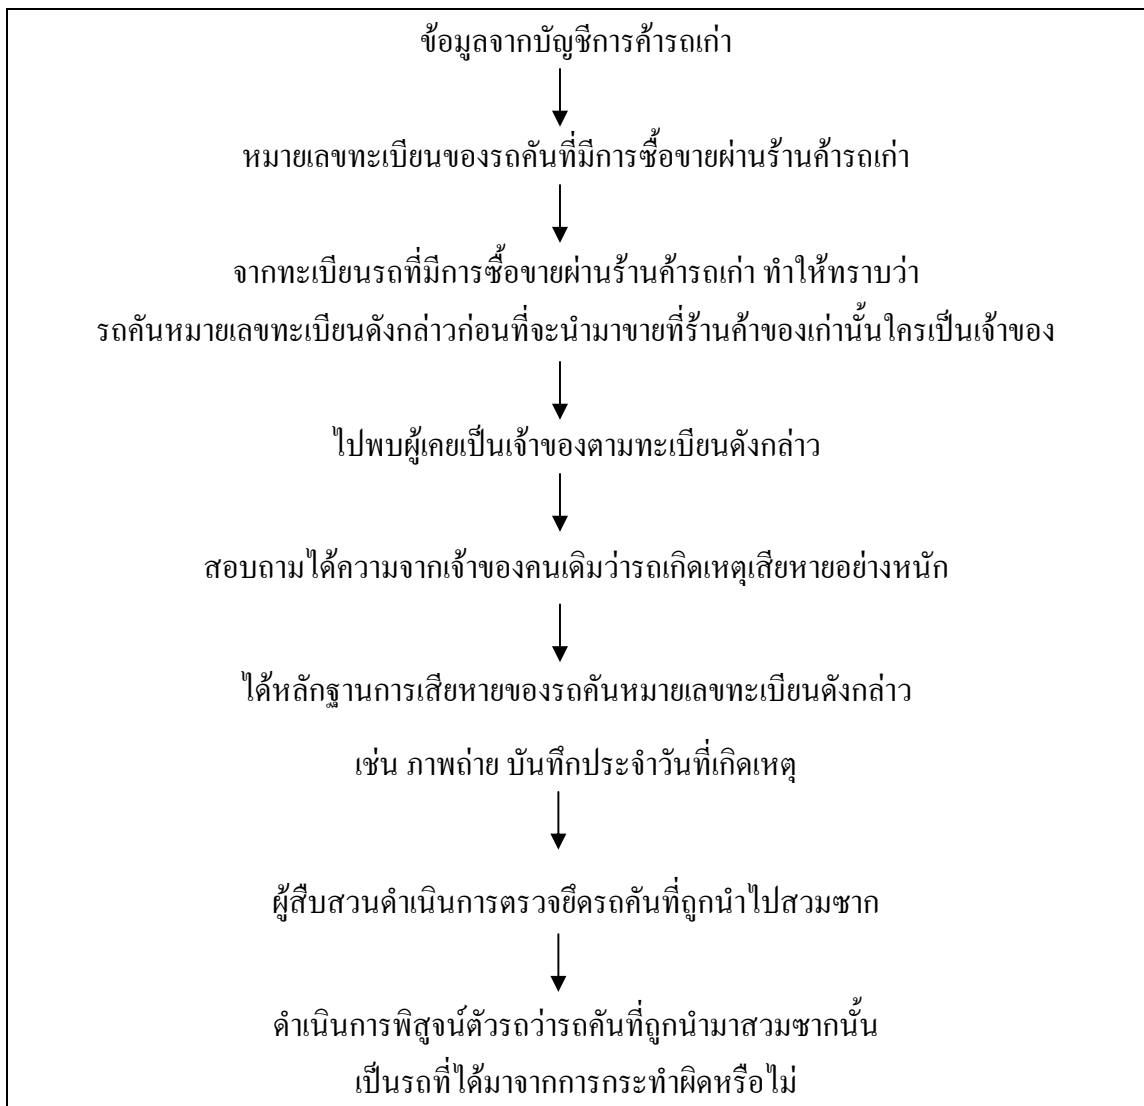 ข้อมูลจากบัญชีการค้ารถเก่า
หมายเลขทะเบียนของรถคันที่มีการซื้อขายผ่านร้านค้ารถเก่า
จากทะเบียนรถที่มีการซื้อขายผ่านร้านค้ารถเก่า ทำให้ทราบว่า
รถคันหมายเลขทะเบียนดังกล่าวก่อนที่จะนำมาขายที่ร้านค้าของเก่านั้นใครเป็นเจ้าของ
ไปพบผู้เคยเป็นเจ้าของตามทะเบียนดังกล่าว
สอบถามได้ความจากเจ้าของคนเดิมว่ารถเกิดเหตุเสียหายอย่างหนัก
ได้หลักฐานการเสียหายของรถคันหมายเลขทะเบียนดังกล่าว
เช่น ภาพถ่าย บันทึกประจำวันที่เกิดเหตุ
ผู้สืบสวนดำเนินการตรวจยึดรถคันที่ถูกนำไปสวมซาก
ดำเนินการพิสูจน์ตัวรถว่ารถคันที่ถูกนำมาสวมซากนั้น
เป็นรถที่ได้มาจากการกระทำผิดหรือไม่